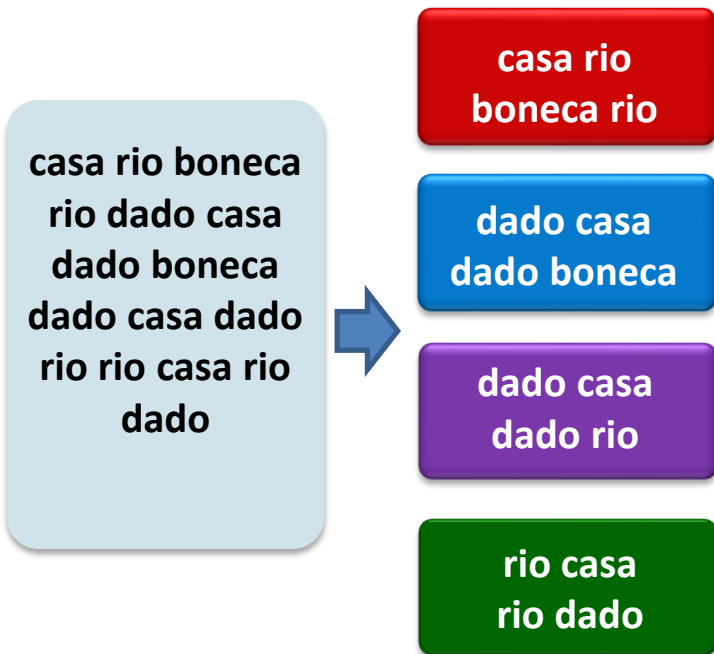 casa rio boneca
rio dado casa
dado boneca
dado casa dado
rio rio casa rio
dado
casa rio
boneca rio
dado casa
dado boneca
dado casa
dado rio
rio casa
rio dado